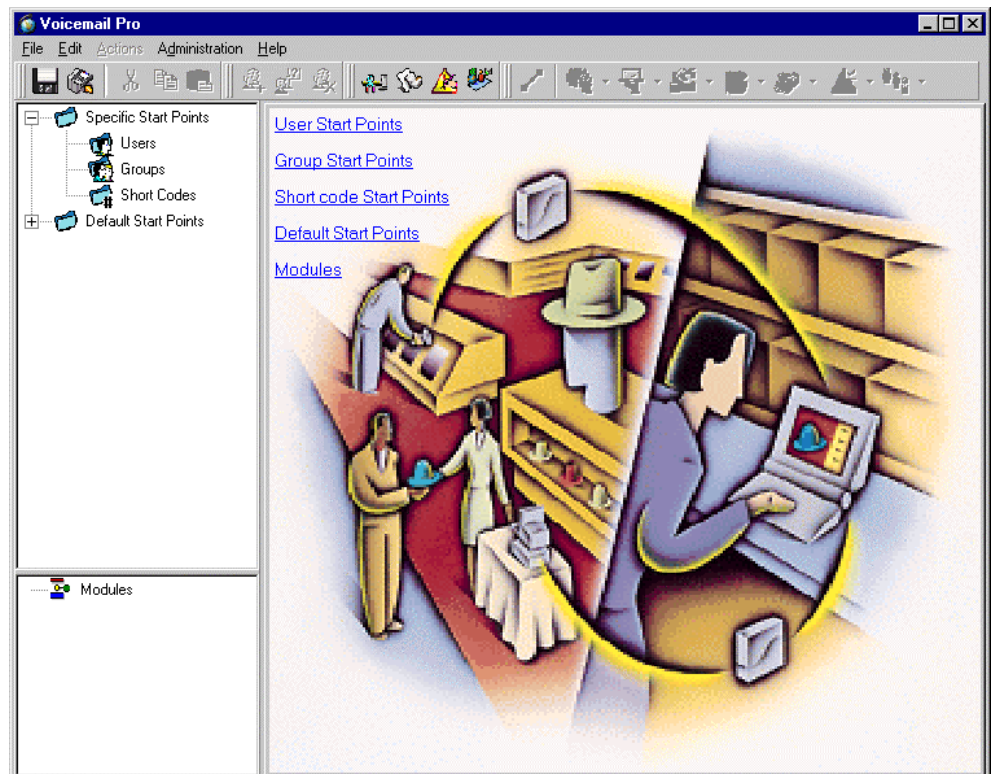 Voicemail Pro
File Edit Actions Administration Help
Specific Start Points
Users
Groups
Short Codes
Default Start Points
Modules
User Start Points
Group Start Points
Short code Start Points
Default Start Points
Modules